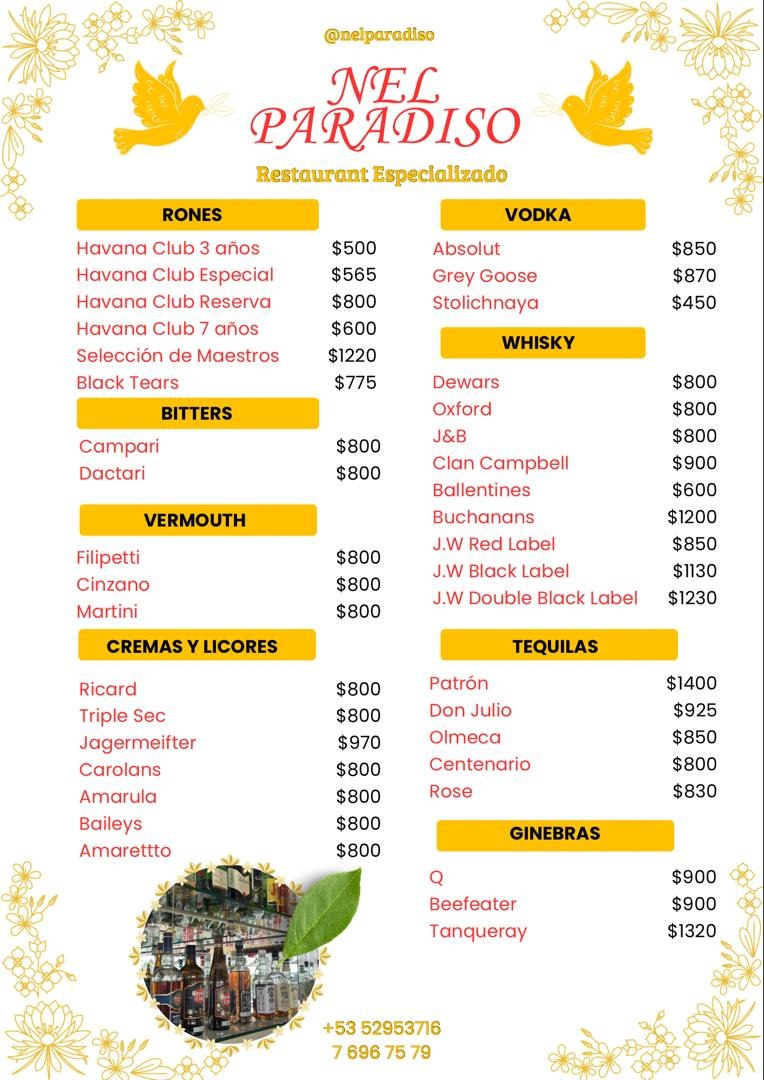 @nelparadiso
NEL
PARADISO
Restaurant Especializado
RONES
Havana Club 3 años $500
Havana Club Especial $565
Havana Club Reserva $800
Havana Club 7 años $600
Selección de Maestros $1220
Black Tears $775
BITTERS
Campari $800
Dactari $800
VERMOUTH
Filipetti $800
Cinzano $800
Martini $800
CREMAS Y LICORES
Ricard $800
Triple Sec $800
Jagermeifter $970
Carolans $800
Amarula $800
Baileys $800
Amarettto $800
VODKA
Absolut $850
Grey Goose $870
Stolichnaya $450
WHISKY
Dewars $800
Oxford $800
J&B $800
Clan Campbell $900
Ballentines $600
Buchanans $1200
J.W Red Label $850
J.W Black Label $1130
J.W Double Black Label $1230
TEQUILAS
Patrón $1400
Don Julio $925
Olmeca $850
Centenario $800
Rose $830
GINEBRAS
Q $900
Beefeater $900
Tanqueray $1320
+53 52953716
7 696 75 79